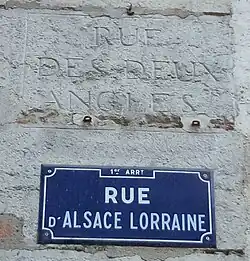 RUE
DES DEUX
ANGLES
1er ARRT
RUE
D'ALSACE LORRAINE